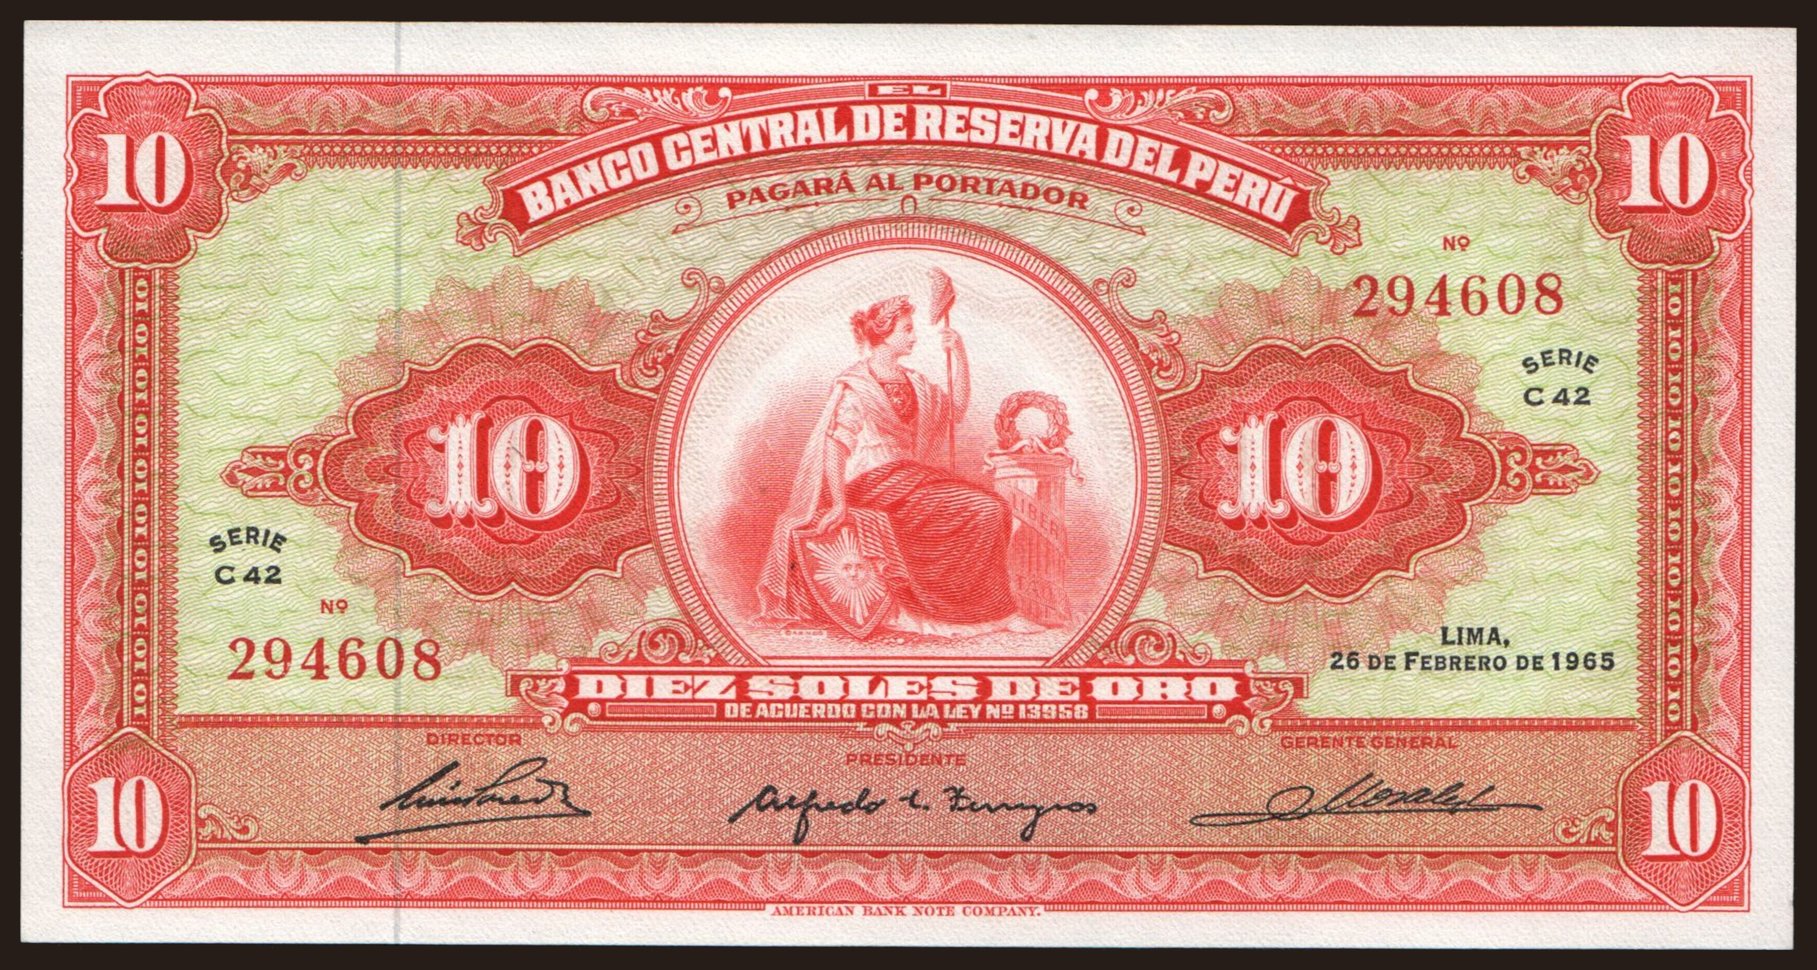 EL
BANCO CENTRAL DE RESERVA DEL PERÚ
PAGARÁ AL PORTADOR
10
10
Nº
294608
SERIE
C 42
10
10
SERIE
C 42
Nº
294608
LIMA,
26 DE FEBRERO DE 1965
DIEZ SOLES DE ORO
DE ACUERDO CON LA LEY Nº 13958
DIRECTOR
PRESIDENTE
GERENTE GENERAL
10
10
AMERICAN BANK NOTE COMPANY.